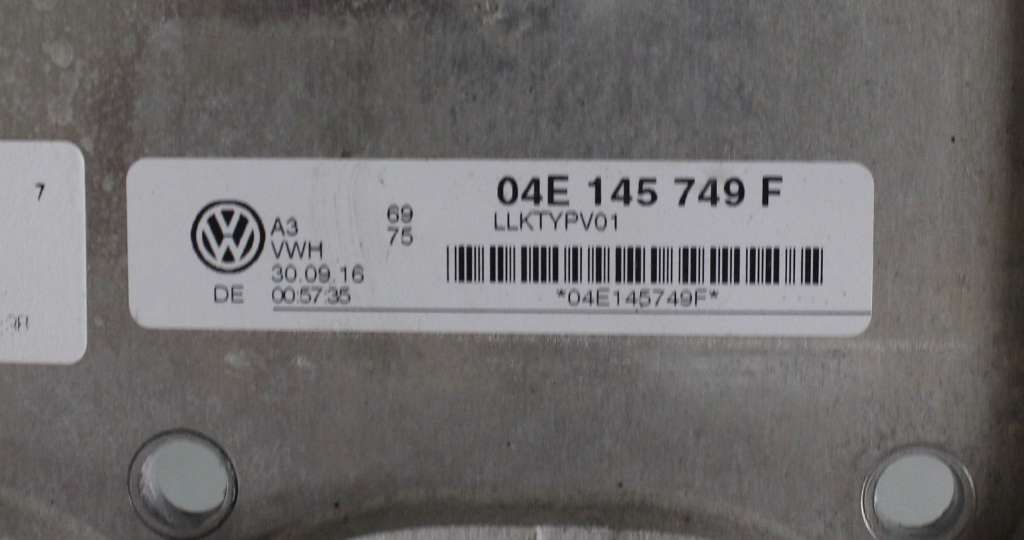 7
04E 145 749 F
LLKTYPV01
A3
VWH
30.09.16
00:57:35
DE
69
75
*04E145749F*